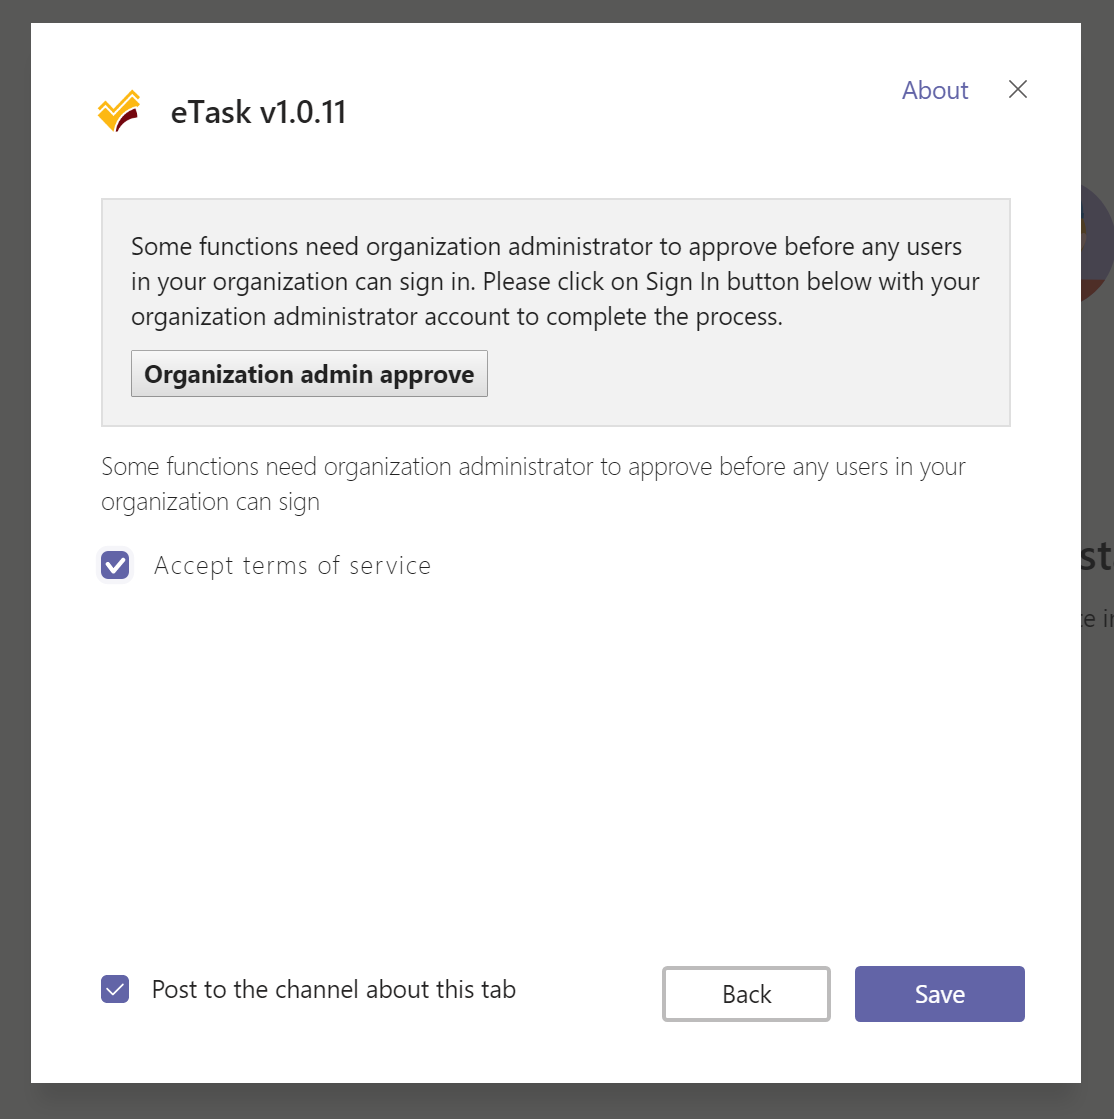 eTask v1.0.11
About
Some functions need organization administrator to approve before any users
in your organization can sign in. Please click on Sign In button below with your
organization administrator account to complete the process.
Organization admin approve
Some functions need organization administrator to approve before any users in your
organization can sign
Accept terms of service
Post to the channel about this tab
Back
Save